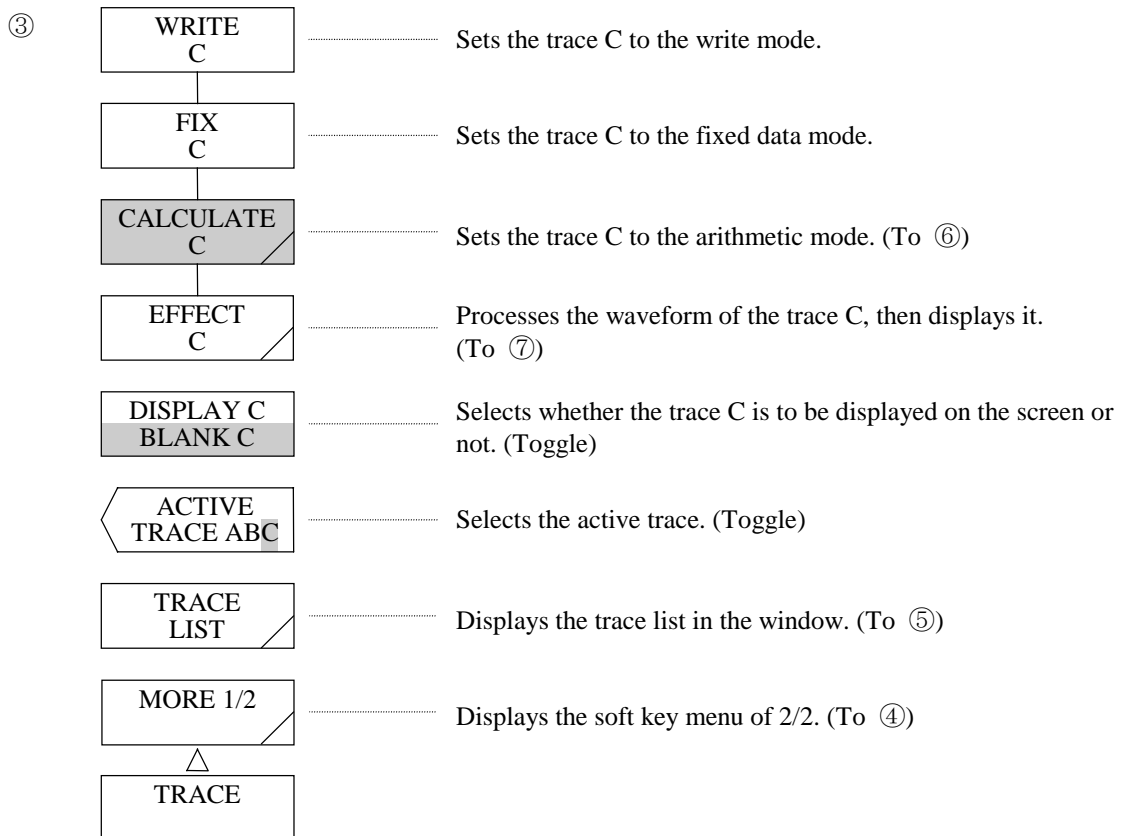 ③
WRITE
C
Sets the trace C to the write mode.
FIX
C
Sets the trace C to the fixed data mode.
CALCULATE
C
Sets the trace C to the arithmetic mode. (To ⑥)
EFFECT
C
Processes the waveform of the trace C, then displays it.
(To ⑦)
DISPLAY C
BLANK C
Selects whether the trace C is to be displayed on the screen or
not. (Toggle)
ACTIVE
TRACE ABC
Selects the active trace. (Toggle)
TRACE
LIST
Displays the trace list in the window. (To ⑤)
MORE 1/2
Displays the soft key menu of 2/2. (To ④)
TRACE